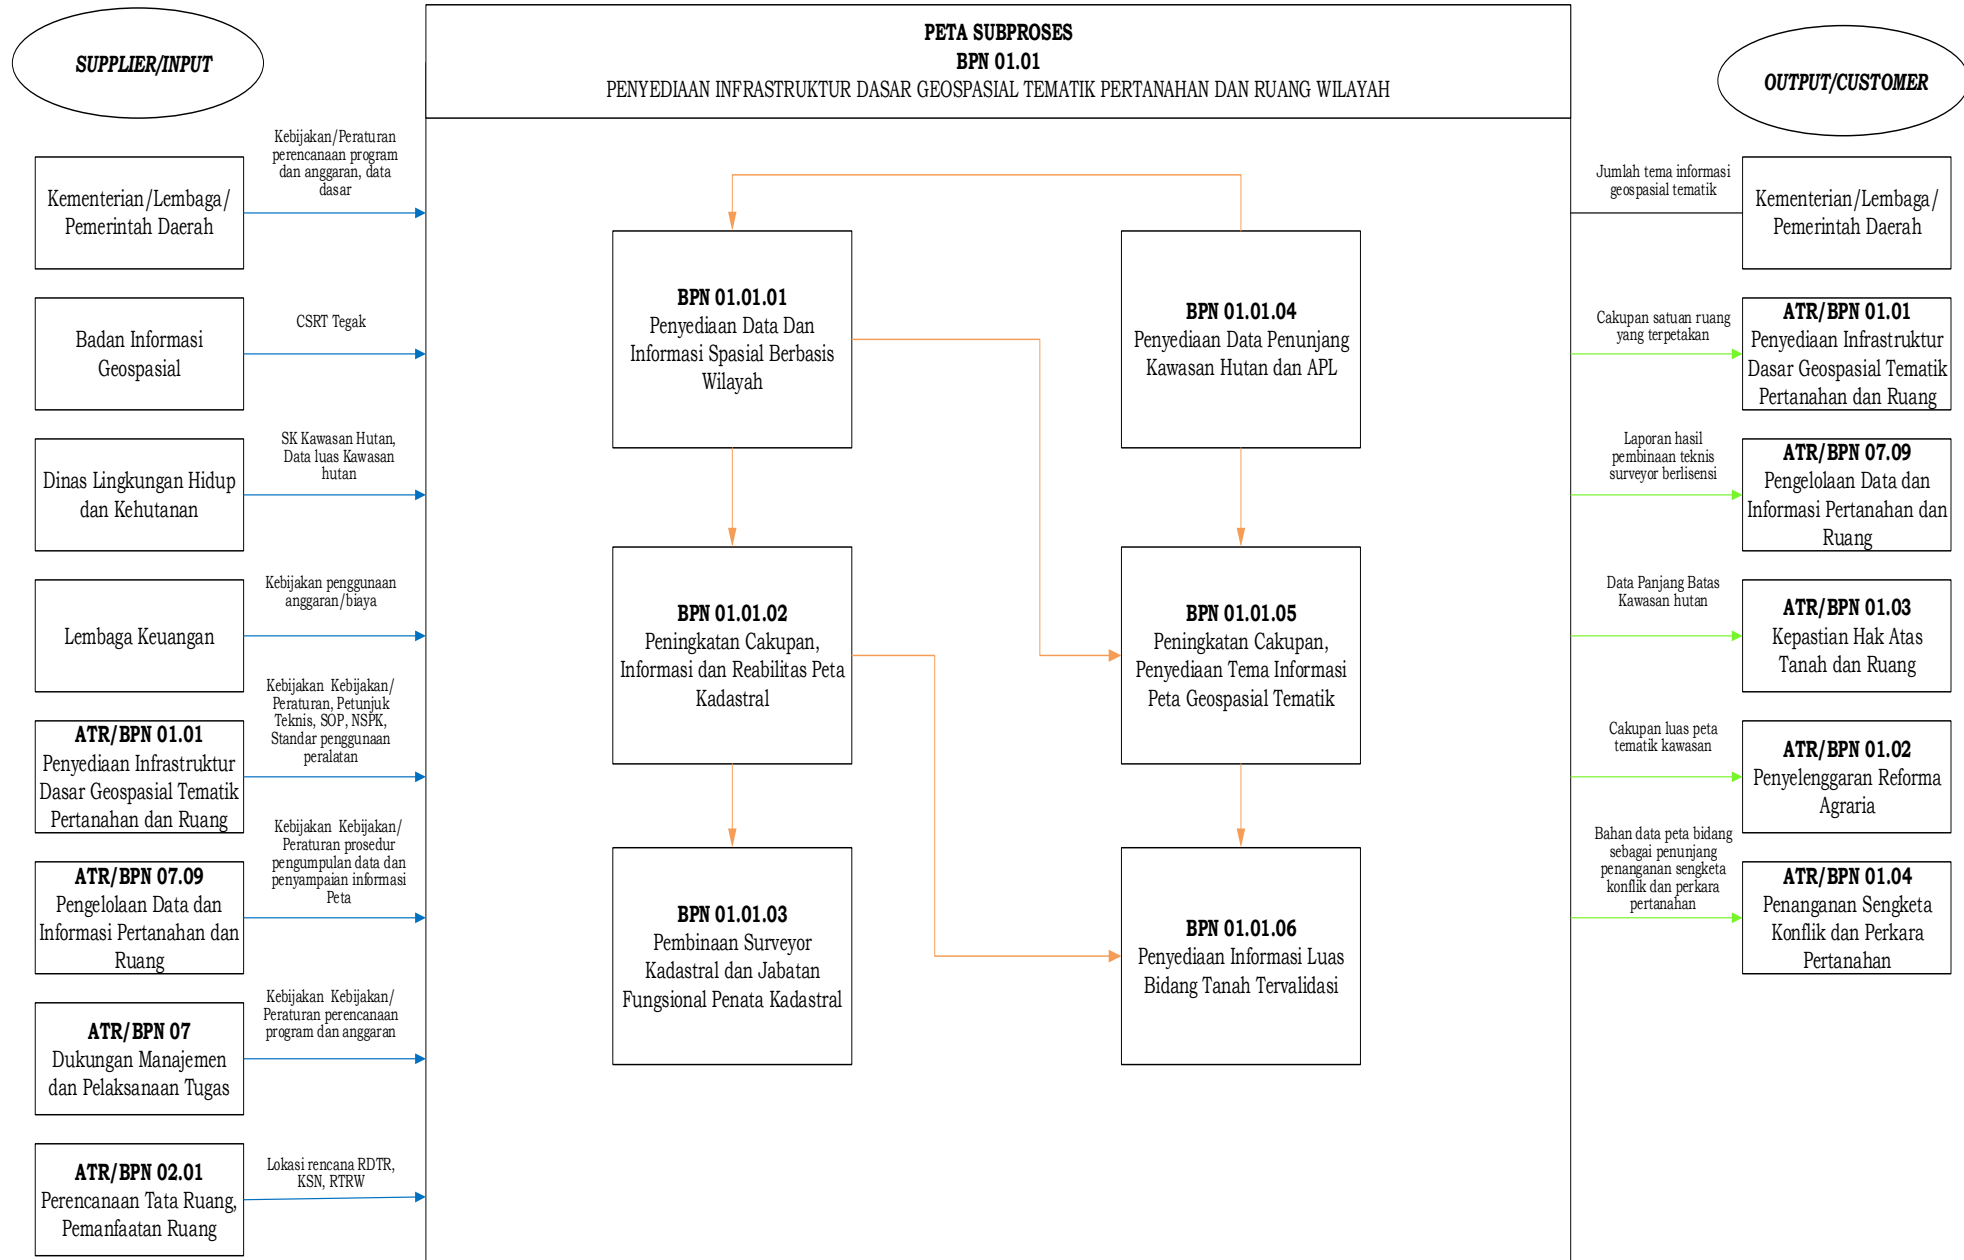 SUPPLIER/INPUT
PETA SUBPROSES
BPN 01.01
PENYEDIAAN INFRASTRUKTUR DASAR GEOSPASIAL TEMATIK PERTANAHAN DAN RUANG WILAYAH
OUTPUT/CUSTOMER
Kementerian/Lembaga/
Pemerintah Daerah
Kebijakan/Peraturan
perencanaan program
dan anggaran, data
dasar
Badan Informasi
Geospasial
CSRT Tegak
Dinas Lingkungan Hidup
dan Kehutanan
SK Kawasan Hutan,
Data luas Kawasan
hutan
Lembaga Keuangan
Kebijakan penggunaan
anggaran/biaya
ATR/BPN 01.01
Penyediaan Infrastruktur
Dasar Geospasial Tematik
Pertanahan dan Ruang
Kebijakan Kebijakan/
Peraturan, Petunjuk
Teknis, SOP, NSPK,
Standar penggunaan
peralatan
ATR/BPN 07.09
Pengelolaan Data dan
Informasi Pertanahan dan
Ruang
Kebijakan Kebijakan/
Peraturan prosedur
pengumpulan data dan
penyampaian informasi
Peta
ATR/BPN 07
Dukungan Manajemen
dan Pelaksanaan Tugas
Kebijakan Kebijakan/
Peraturan perencanaan
program dan anggaran
ATR/BPN 02.01
Perencanaan Tata Ruang,
Pemanfaatan Ruang
Lokasi rencana RDTR,
KSN, RTRW
BPN 01.01.01
Penyediaan Data Dan
Informasi Spasial Berbasis
Wilayah
BPN 01.01.02
Peningkatan Cakupan,
Informasi dan Reabilitas Peta
Kadastral
BPN 01.01.03
Pembinaan Surveyor
Kadastral dan Jabatan
Fungsional Penata Kadastral
BPN 01.01.04
Penyediaan Data Penunjang
Kawasan Hutan dan APL
BPN 01.01.05
Peningkatan Cakupan,
Penyediaan Tema Informasi
Peta Geospasial Tematik
BPN 01.01.06
Penyediaan Informasi Luas
Bidang Tanah Tervalidasi
Jumlah tema informasi
geospasial tematik
Kementerian/Lembaga/
Pemerintah Daerah
Cakupan satuan ruang
yang terpetakan
ATR/BPN 01.01
Penyediaan Infrastruktur
Dasar Geospasial Tematik
Pertanahan dan Ruang
Laporan hasil
pembinaan teknis
surveyor berlisensi
ATR/BPN 07.09
Pengelolaan Data dan
Informasi Pertanahan dan
Ruang
Data Panjang Batas
Kawasan hutan
ATR/BPN 01.03
Kepastian Hak Atas
Tanah dan Ruang
Cakupan luas peta
tematik kawasan
ATR/BPN 01.02
Penyelenggaran Reforma
Agraria
Bahan data peta bidang
sebagai penunjang
penanganan sengketa
konflik dan perkara
pertanahan
ATR/BPN 01.04
Penanganan Sengketa
Konflik dan Perkara
Pertanahan